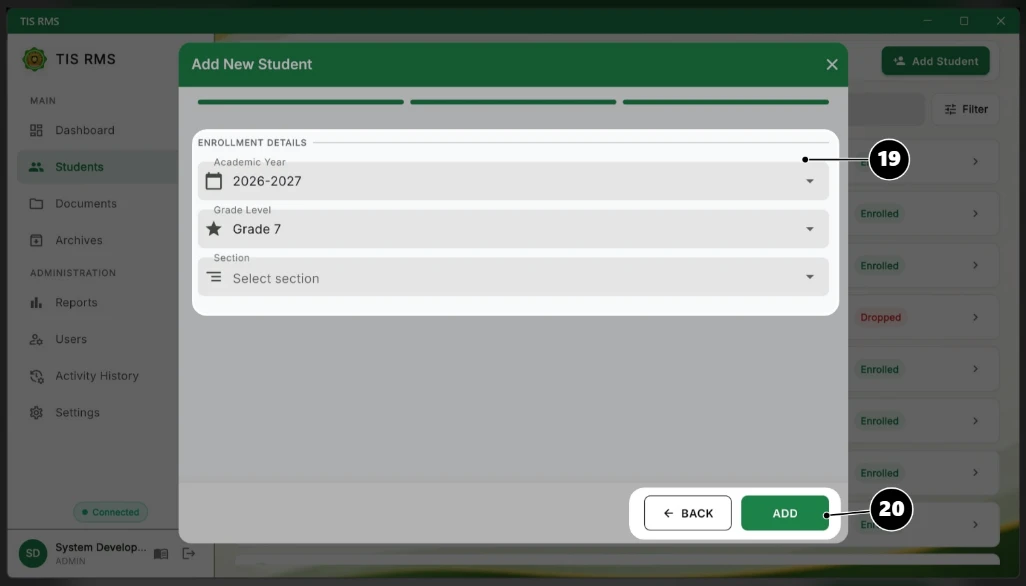 TIS RMS
TIS RMS
Add New Student
Add Student
MAIN
Dashboard
Filter
Students
ENROLLMENT DETAILS
19
Academic Year
2026-2027
Documents
Grade Level
Enrolled
Grade 7
Archives
Section
Enrolled
ADMINISTRATION
Select section
Reports
Dropped
Users
Enrolled
Activity History
Settings
Enrolled
Enrolled
Connected
BACK
ADD
20
SD
System Develop...
ADMIN